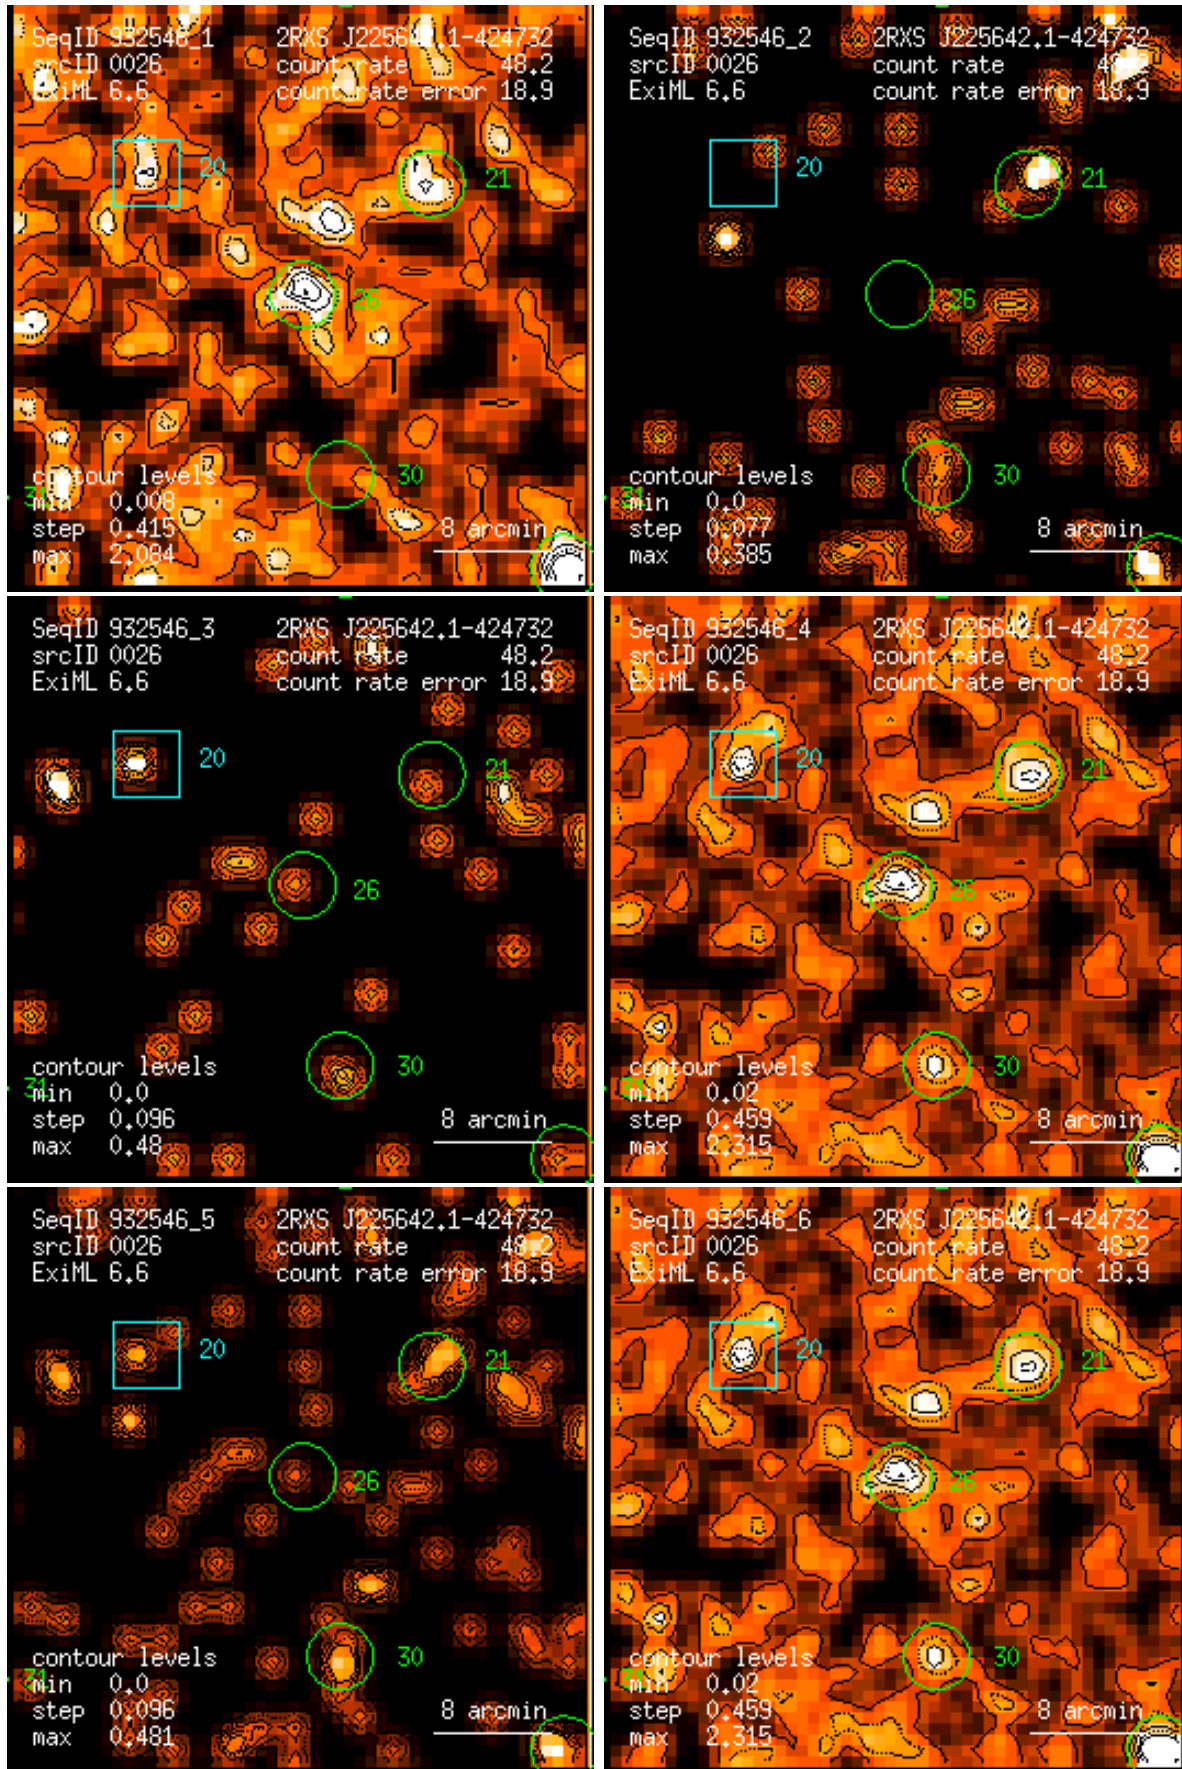 SeqID 932546_1 2RXS J225642.1-424732
srcID 0026 count rate 48.2
ExiML 6.6 count rate error 18.9
20
21
26
30
contour levels
31
min 0.008
step 0.415 8 arcmin
max 2.084
SeqID 932546_2 2RXS J225642.1-424732
srcID 0026 count rate 48.2
ExiML 6.6 count rate error 18.9
20
21
26
30
contour levels
31
min 0.0
step 0.077 8 arcmin
max 0.385
SeqID 932546_3 2RXS J225642.1-424732
srcID 0026 count rate 48.2
ExiML 6.6 count rate error 18.9
20
21
26
30
contour levels
31
min 0.0
step 0.096 8 arcmin
max 0.48
SeqID 932546_4 2RXS J225642.1-424732
srcID 0026 count rate 48.2
ExiML 6.6 count rate error 18.9
20
21
26
30
contour levels
31
min 0.02
step 0.459 8 arcmin
max 2.315
SeqID 932546_5 2RXS J225642.1-424732
srcID 0026 count rate 48.2
ExiML 6.6 count rate error 18.9
20
21
26
30
contour levels
31
min 0.0
step 0.096 8 arcmin
max 0.481
SeqID 932546_6 2RXS J225642.1-424732
srcID 0026 count rate 48.2
ExiML 6.6 count rate error 18.9
20
21
26
30
contour levels
31
min 0.02
step 0.459 8 arcmin
max 2.315